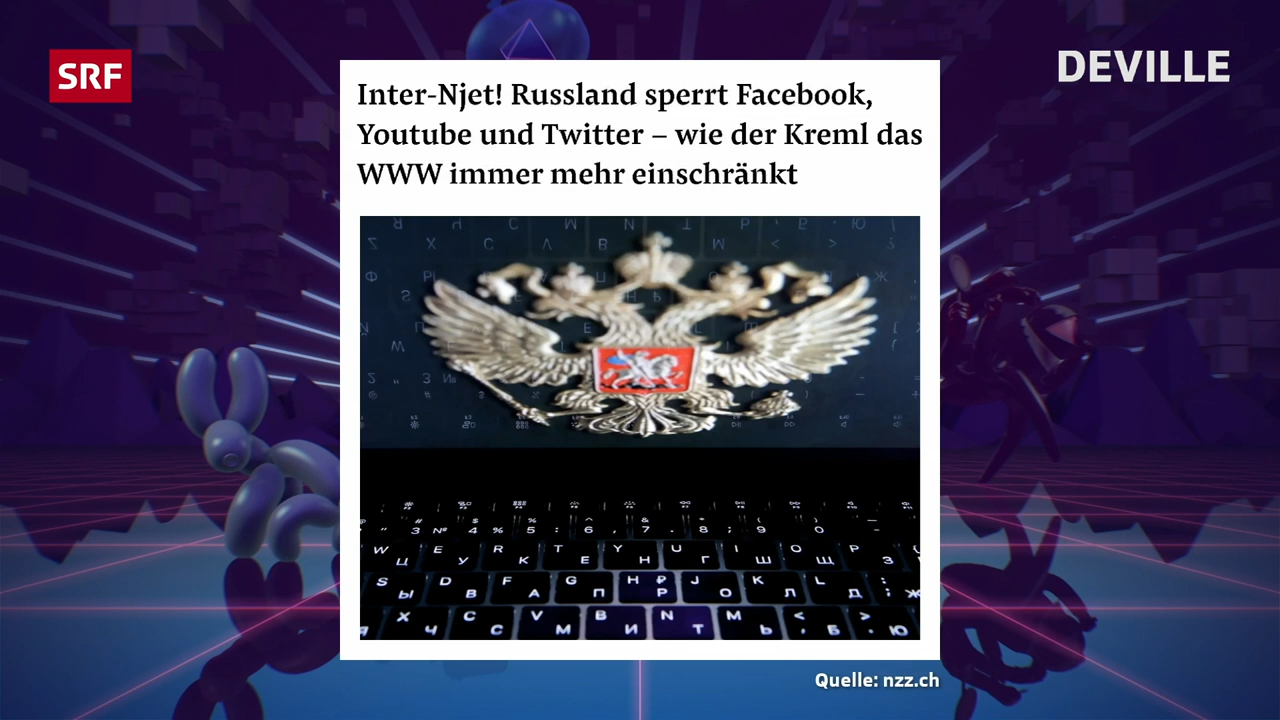 SRF
DEVILLE
Inter-Njet! Russland sperrt Facebook,
Youtube und Twitter – wie der Kreml das
WWW immer mehr einschränkt
W E R T Y U I O P
Ц У К Е Н Г Ш Щ З
S D F G H ₽ J K L
Ы В А П Р О Л Д Ж
X C V B N M < >
Ч С М И Т Ь Б Ю
Quelle: nzz.ch